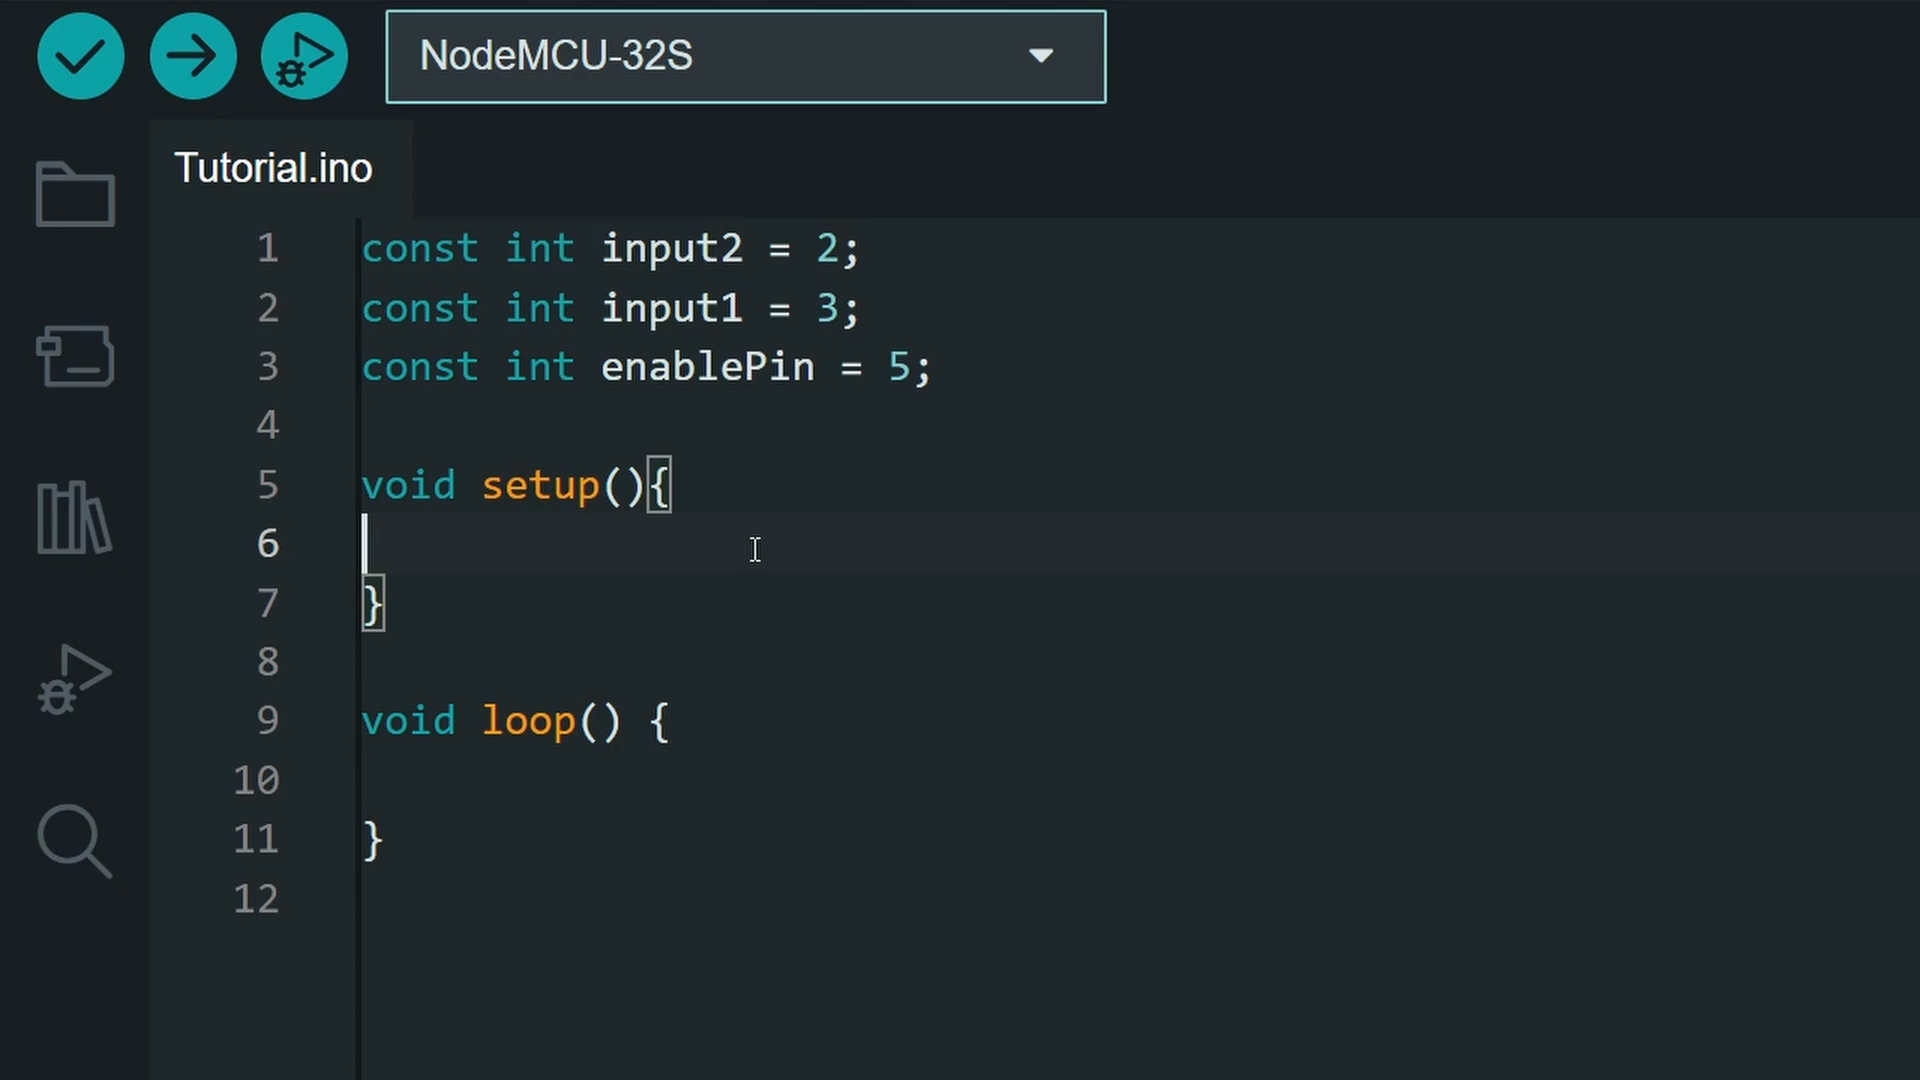 NodeMCU-32S
Tutorial.ino
1 const int input2 = 2;
2 const int input1 = 3;
3 const int enablePin = 5;
4
5 void setup(){
6
7 }
8
9 void loop() {
10
11 }
12